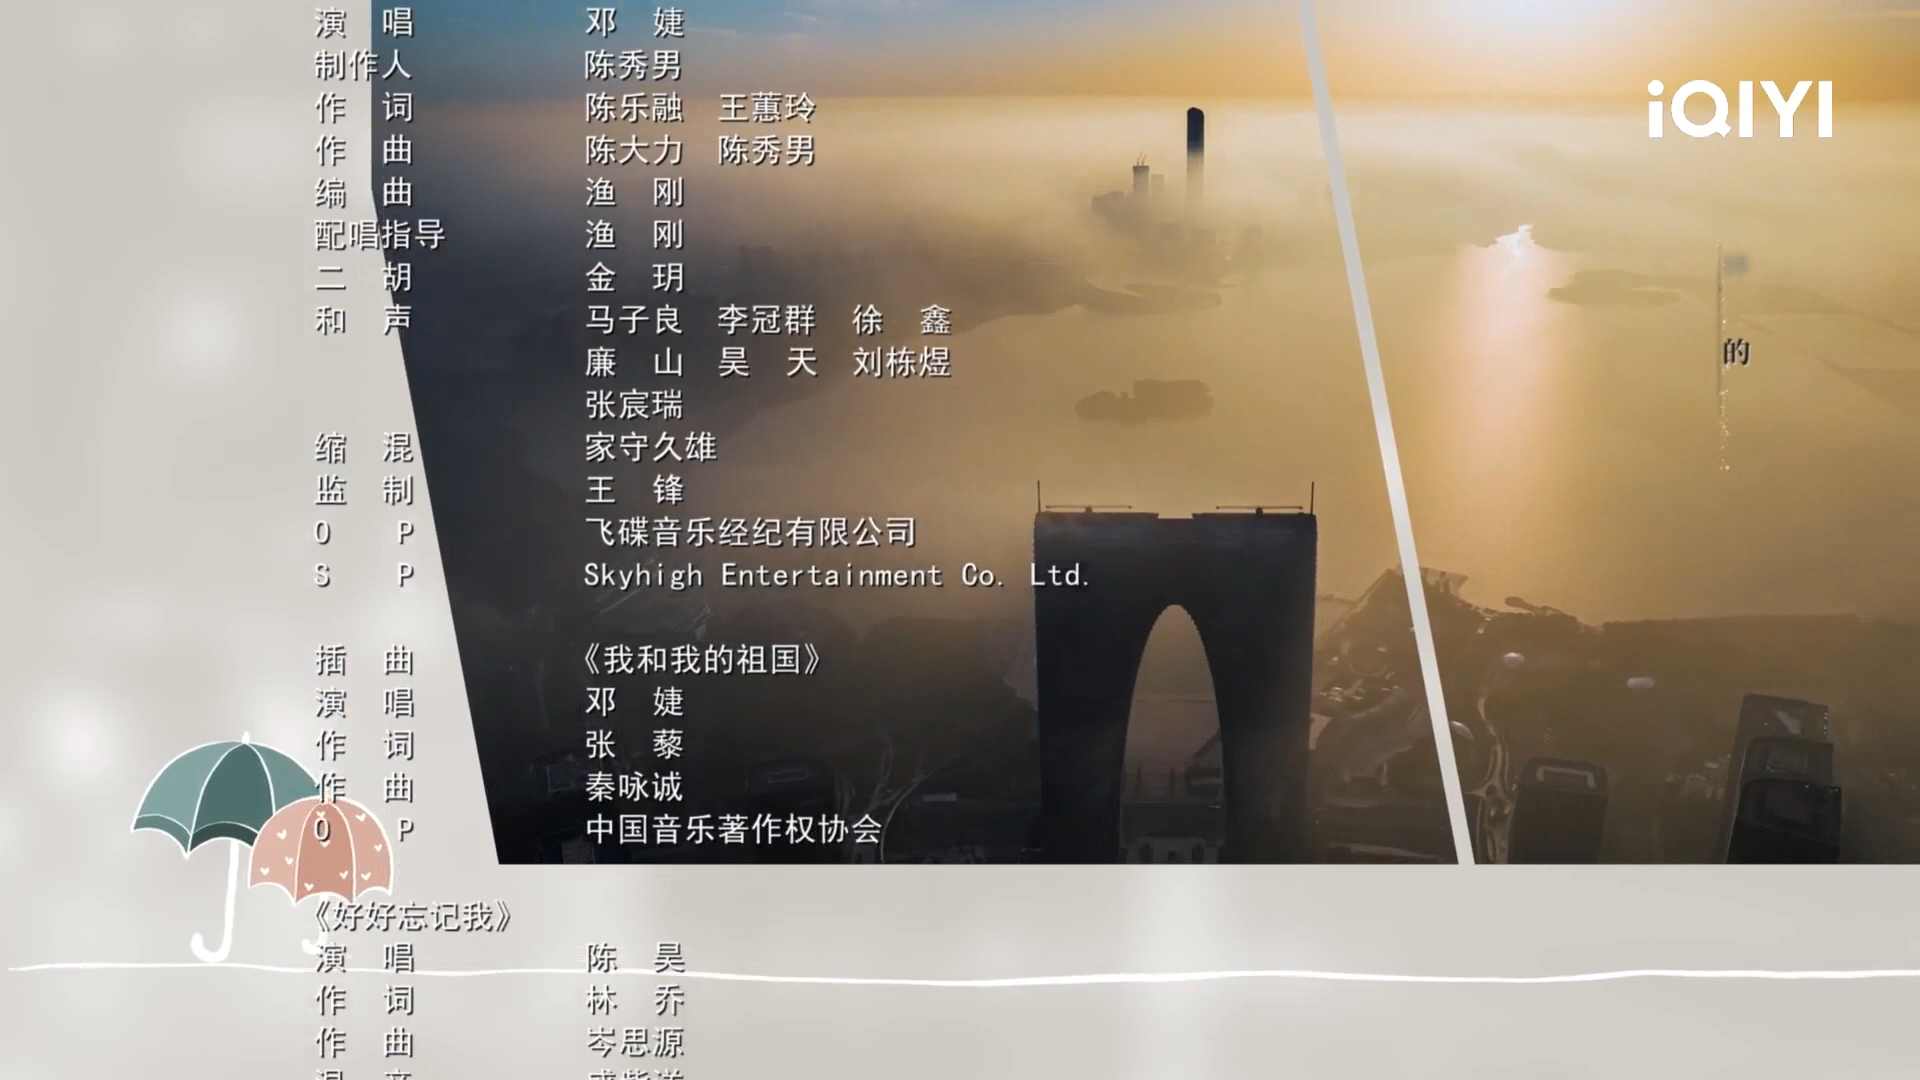 演 唱 邓 婕
制作人 陈秀男
作 词 陈乐融 王蕙玲
作 曲 陈大力 陈秀男
编 曲 渔 刚
配唱指导 渔 刚
二 胡 金 玥
和 声 马子良 李冠群 徐 鑫
廉 山 昊 天 刘栋煜
张宸瑞
缩 混 家守久雄
监 制 王 锋
O P 飞碟音乐经纪有限公司
S P Skyhigh Entertainment Co. Ltd.
插 曲 《我和我的祖国》
演 唱 邓 婕
作 词 张 藜
作 曲 秦咏诚
O P 中国音乐著作权协会
《好好忘记我》
演 唱 陈 昊
作 词 林 乔
作 曲 岑思源
iQIYI
的